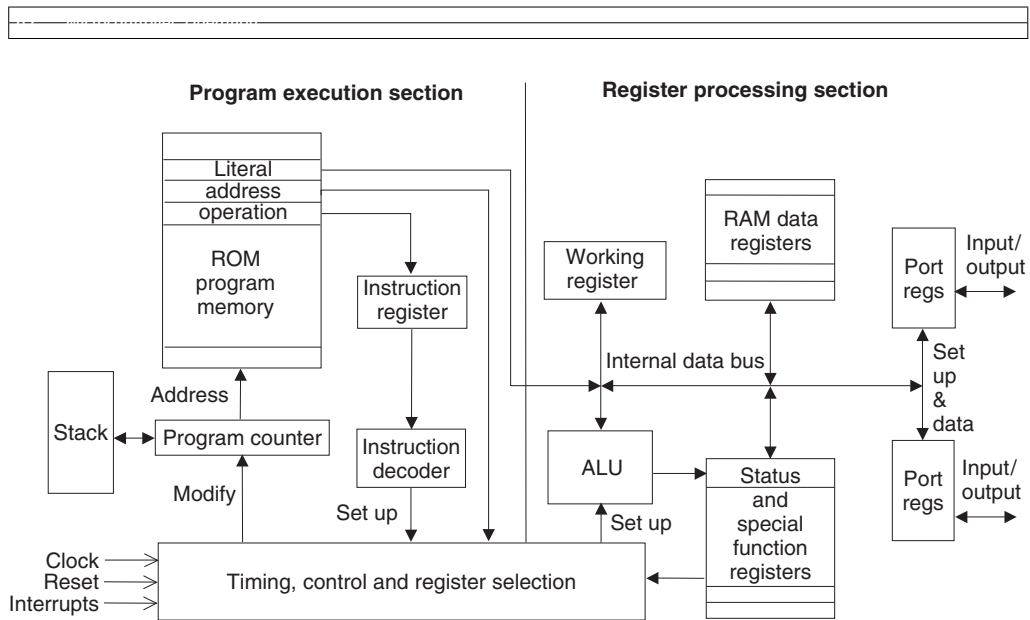 Program execution section
Register processing section
Literal
address
operation
ROM
program
memory
Instruction
register
Working
register
RAM data
registers
Port
regs
Input/
output
Internal data bus
Set
up
&
data
Address
Stack
Program counter
Instruction
decoder
ALU
Status
and
special
function
registers
Port
regs
Input/
output
Modify
Set up
Set up
Clock
Reset
Interrupts
Timing, control and register selection